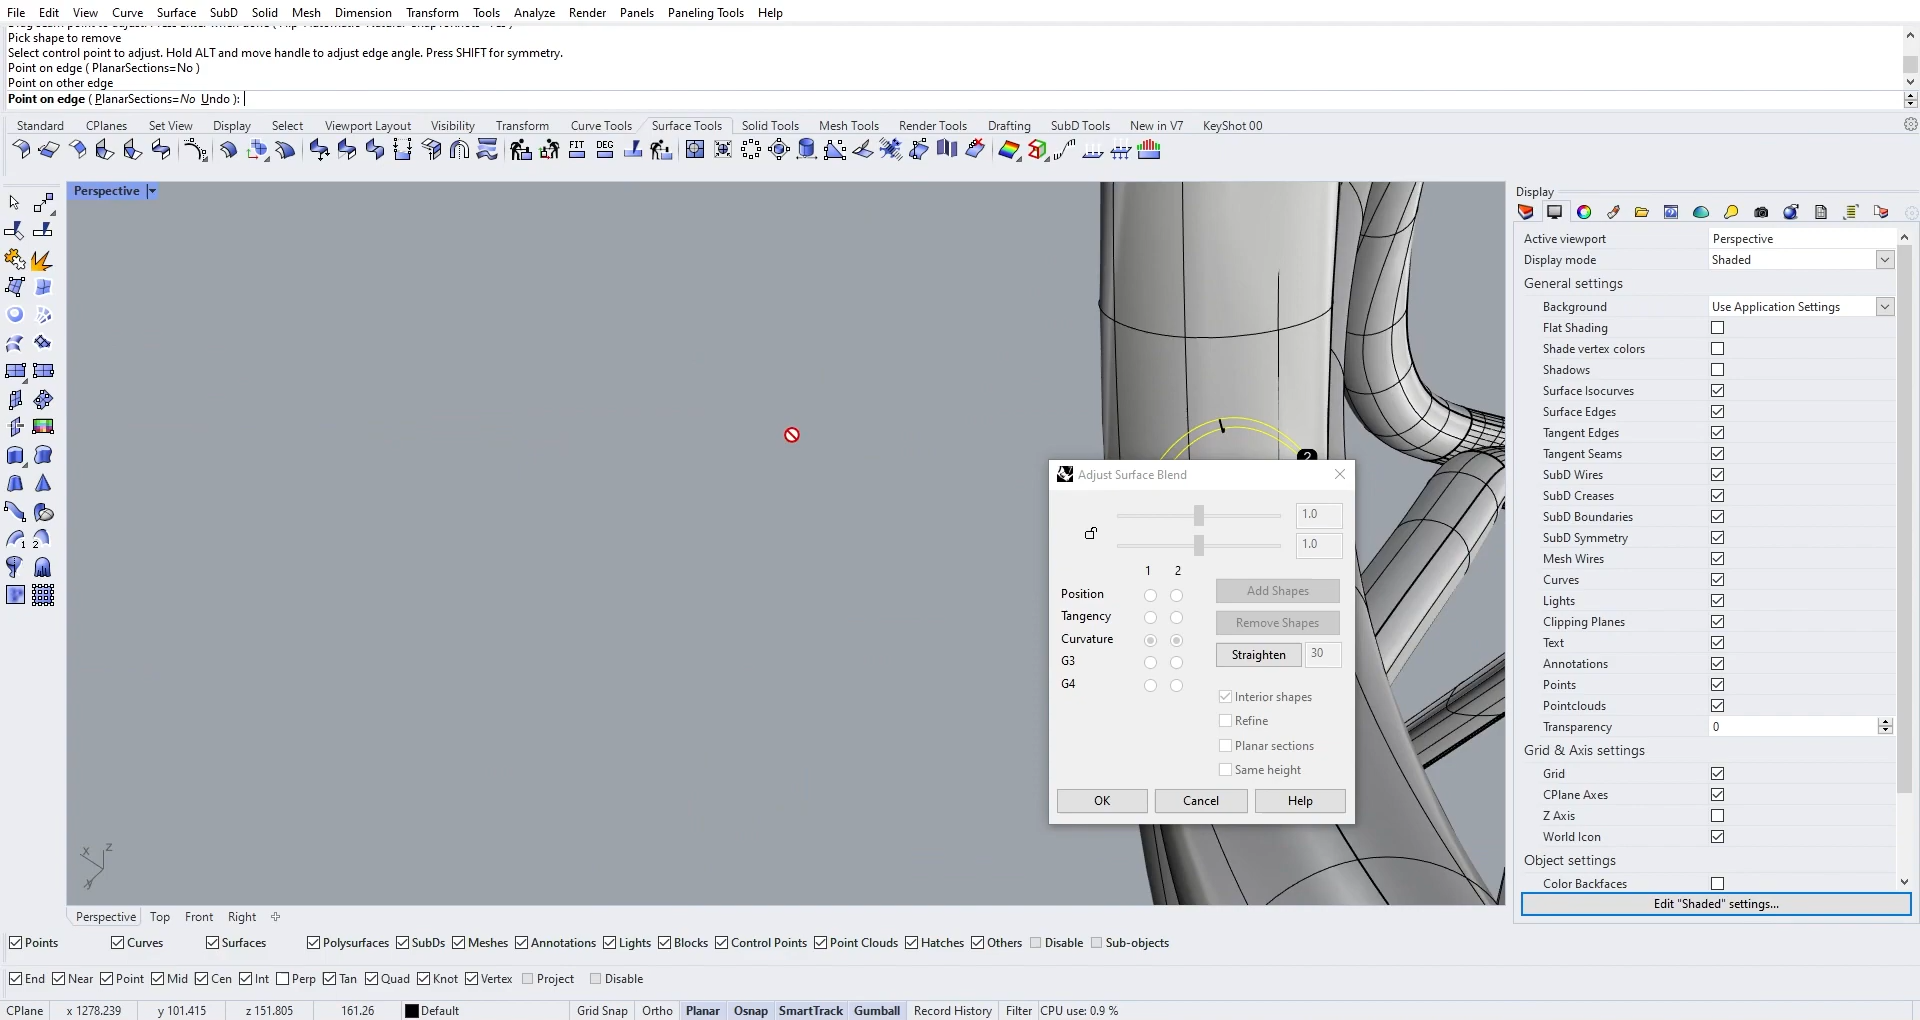 File Edit View Curve Surface SubD Solid Mesh Dimension Transform Tools Analyze Render Panels Paneling Tools Help
Pick shape to remove
Select control point to adjust. Hold ALT and move handle to adjust edge angle. Press SHIFT for symmetry.
Point on edge ( PlanarSections=No )
Point on other edge
Point on edge ( PlanarSections=No Undo ):
Standard CPlanes Set View Display Select Viewport Layout Visibility Transform Curve Tools Surface Tools Solid Tools Mesh Tools Render Tools Drafting SubD Tools New in V7 KeyShot 00
FIT DEG
Perspective
Display
Active viewport Perspective
Display mode Shaded
General settings
Background Use Application Settings
Flat Shading
Shade vertex colors
Shadows
Surface Isocurves
Surface Edges
Tangent Edges
Tangent Seams
SubD Wires
SubD Creases
SubD Boundaries
SubD Symmetry
Mesh Wires
Curves
Lights
Clipping Planes
Text
Annotations
Points
Pointclouds
Transparency 0
Grid & Axis settings
Grid
CPlane Axes
Z Axis
World Icon
Object settings
Color Backfaces
Edit "Shaded" settings...
2
Adjust Surface Blend
1.0
1.0
1 2
Position
Tangency
Curvature
G3
G4
Add Shapes
Remove Shapes
Straighten 30
Interior shapes
Refine
Planar sections
Same height
OK Cancel Help
1 2
x z
y
Perspective Top Front Right
Points Curves Surfaces Polysurfaces SubDs Meshes Annotations Lights Blocks Control Points Point Clouds Hatches Others Disable Sub-objects
End Near Point Mid Cen Int Perp Tan Quad Knot Vertex Project Disable
CPlane x 1278.239 y 101.415 z 151.805 161.26 Default Grid Snap Ortho Planar Osnap SmartTrack Gumball Record History Filter CPU use: 0.9 %